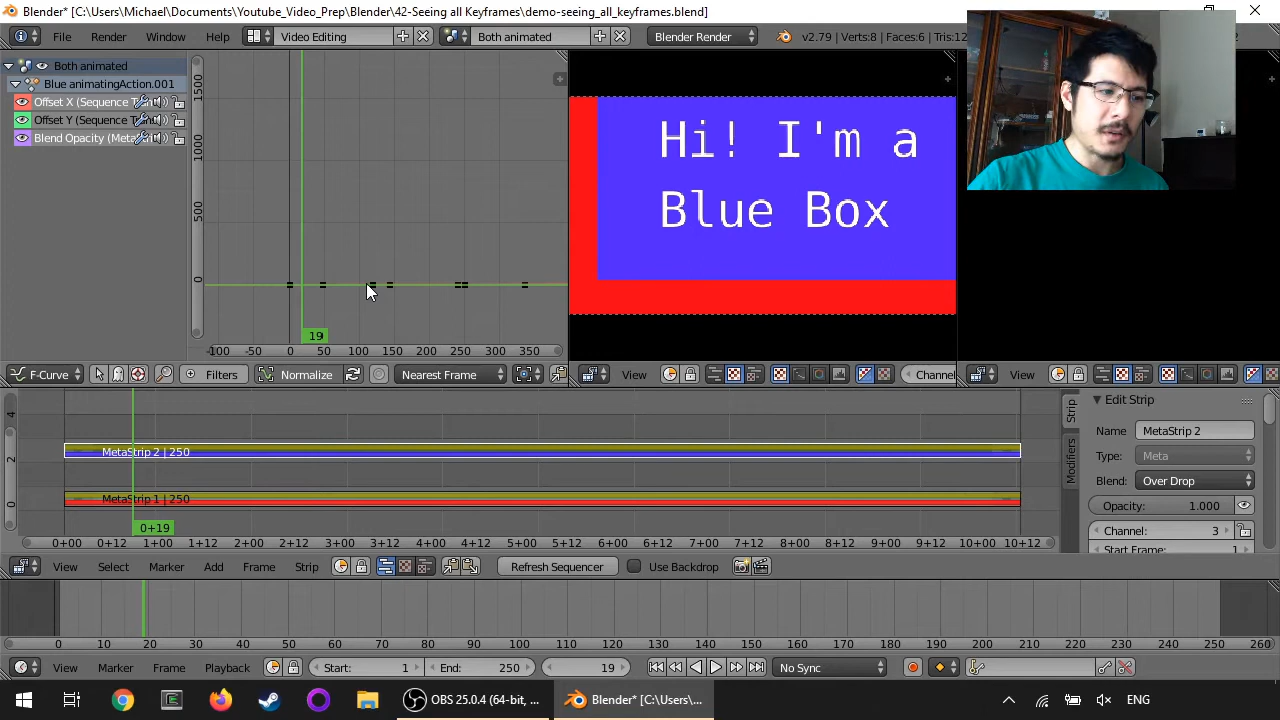 Blender* [C:\Users\Michael\Documents\Youtube_Video_Prep\Blender\42-Seeing all Keyframes\demo-seeing_all_keyframes.blend]
File Render Window Help Video Editing Both animated Blender Render v2.79 | Verts:8 | Faces:6 | Tris:12
Both animated
Blue animatingAction.001
Offset X (Sequence T
Offset Y (Sequence
Blend Opacity (Meta
1500
1000
500
0
19
-100 -50 0 50 100 150 200 250 300 350
Hi! I'm a
Blue Box
F-Curve Filters Normalize Nearest Frame View Channel View
4
2
0
MetaStrip 2 | 250
MetaStrip 1 | 250
0+19
0+00 0+12 1+00 1+12 2+00 2+12 3+00 3+12 4+00 4+12 5+00 5+12 6+00 6+12 7+00 7+12 8+00 8+12 9+00 9+12 10+00 10+12
Strip
Modifiers
Edit Strip
Name MetaStrip 2
Type: Meta
Blend: Over Drop
Opacity: 1.000
Channel: 3
Start Frame: 1
View Select Marker Add Frame Strip Refresh Sequencer Use Backdrop
0 10 20 30 40 50 60 70 80 90 100 110 120 130 140 150 160 170 180 190 200 210 220 230 240 250 260
View Marker Frame Playback Start: 1 End: 250 19 No Sync
OBS 25.0.4 (64-bit, ... Blender* [C:\Users\... ENG